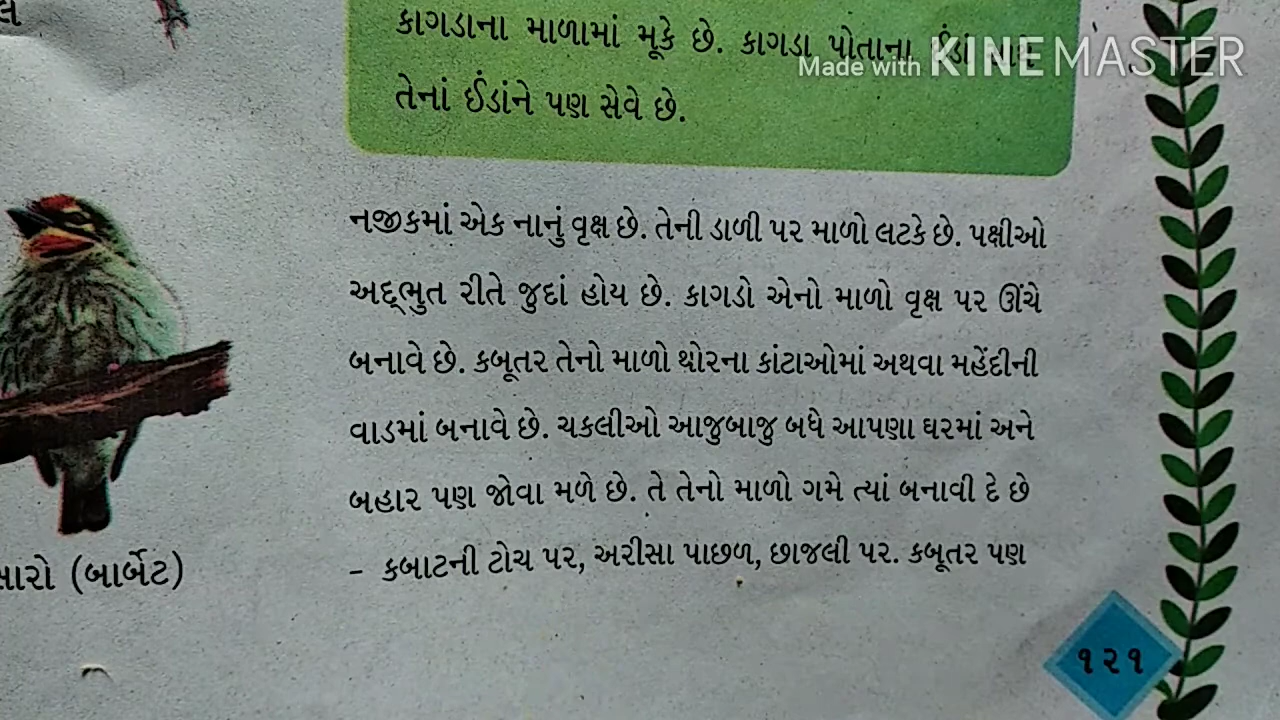 લ
કાગડાના માળામાં મૂકે છે. કાગડા પોતાના
Made with KINEMASTER
તેનાં ઈંડાંને પણ સેવે છે.
નજીકમાં એક નાનું વૃક્ષ છે. તેની ડાળી પર માળો લટકે છે. પક્ષીઓ
અદ્ભુત રીતે જુદાં હોય છે. કાગડો એનો માળો વૃક્ષ પર ઊંચે
બનાવે છે. કબૂતર તેનો માળો થોરના કાંટાઓમાં અથવા મહેંદીની
વાડમાં બનાવે છે. ચકલીઓ આજુબાજુ બધે આપણા ઘરમાં અને
બહાર પણ જોવા મળે છે. તે તેનો માળો ગમે ત્યાં બનાવી દે છે
- કબાટની ટોચ પર, અરીસા પાછળ, છાજલી પર. કબૂતર પણ
સારો (બાર્બેટ)
૧૨૧